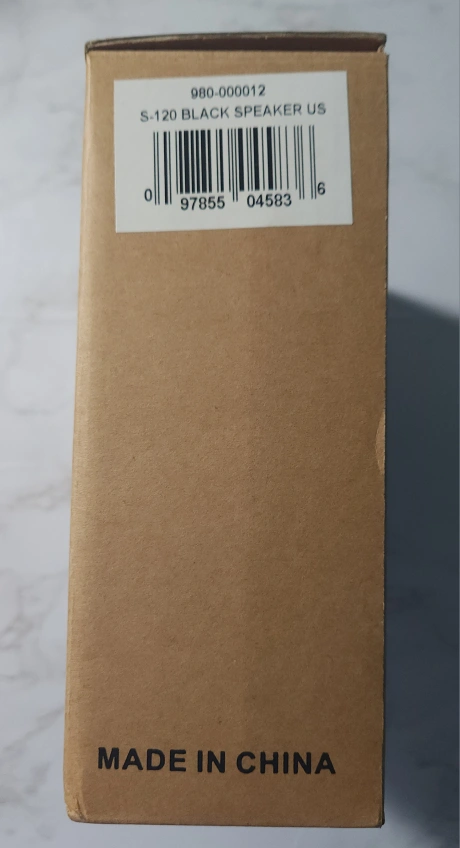 980-000012
S-120 BLACK SPEAKER US
0 97855 04583 6
MADE IN CHINA